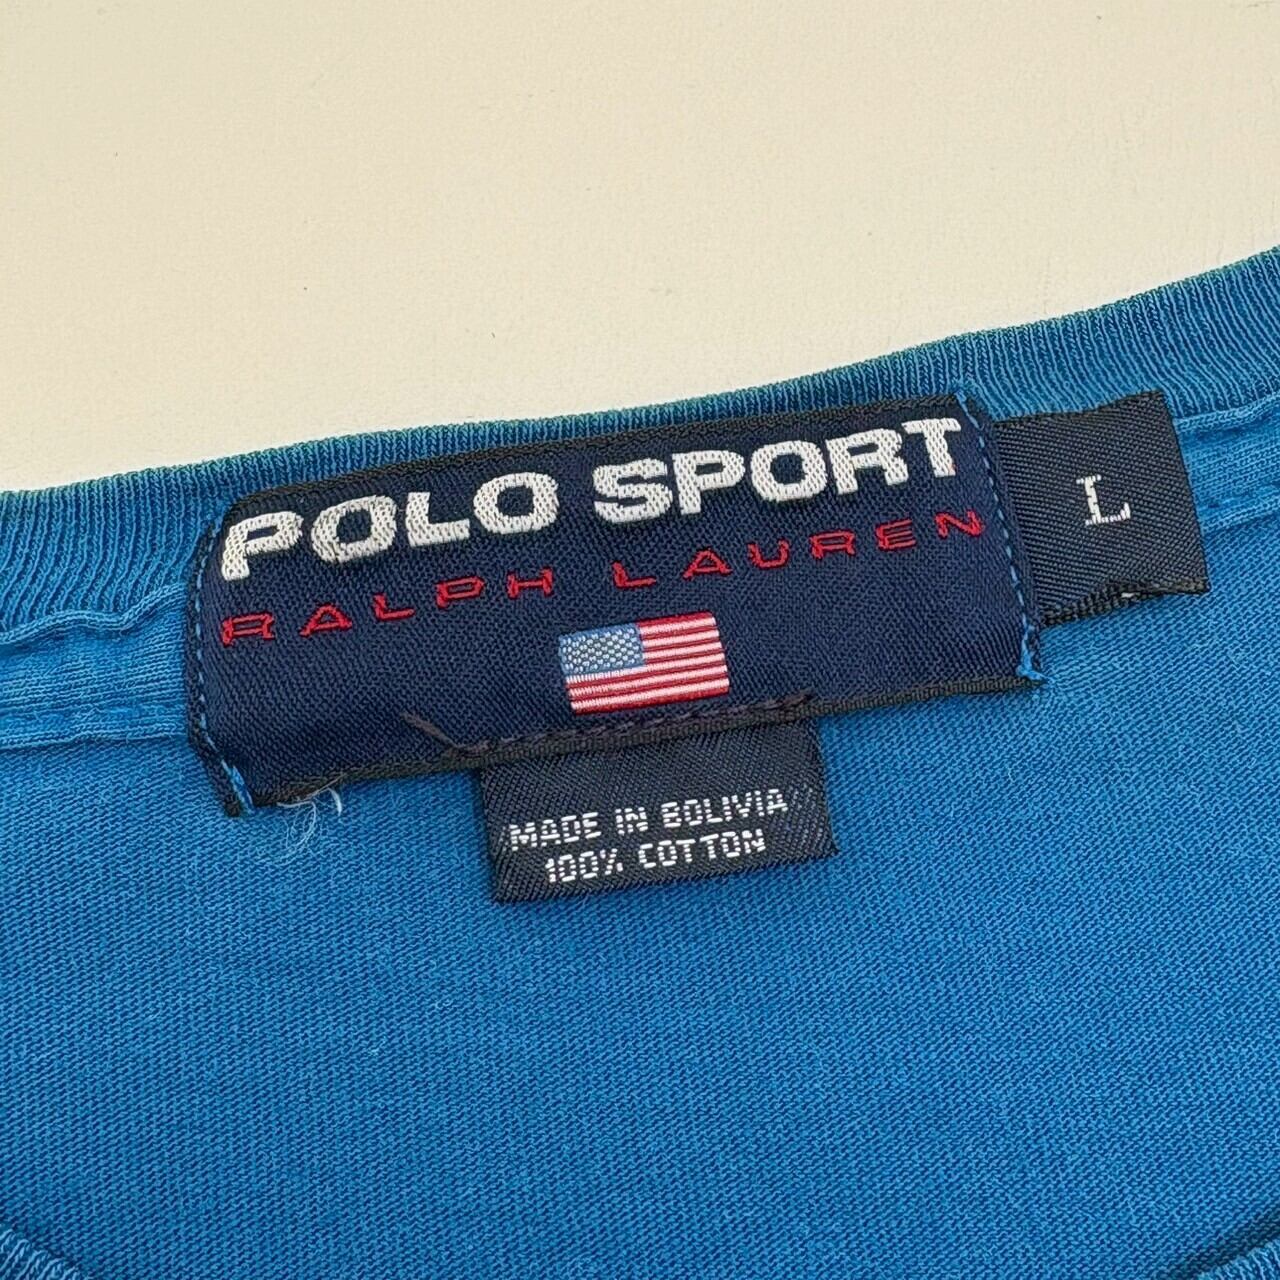 POLO SPORT
RALPH LAUREN
L
MADE IN BOLIVIA
100% COTTON